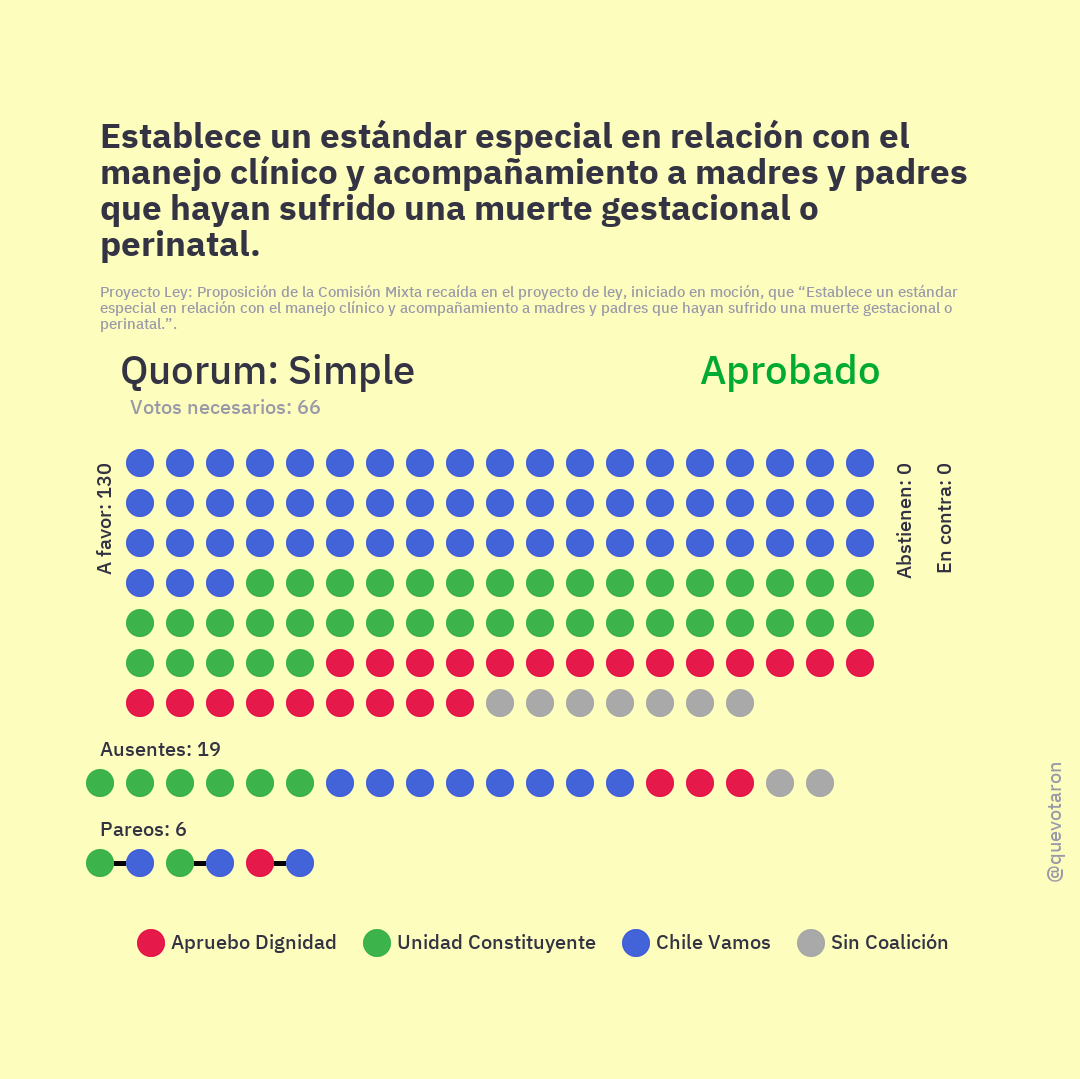 Establece un estándar especial en relación con el
manejo clínico y acompañamiento a madres y padres
que hayan sufrido una muerte gestacional o
perinatal.
Proyecto Ley: Proposición de la Comisión Mixta recaída en el proyecto de ley, iniciado en moción, que “Establece un estándar
especial en relación con el manejo clínico y acompañamiento a madres y padres que hayan sufrido una muerte gestacional o
perinatal.”.
Quorum: Simple
Aprobado
Votos necesarios: 66
A favor: 130
Abstienen: 0
En contra: 0
Ausentes: 19
Pareos: 6
@quevotaron
Apruebo Dignidad
Unidad Constituyente
Chile Vamos
Sin Coalición